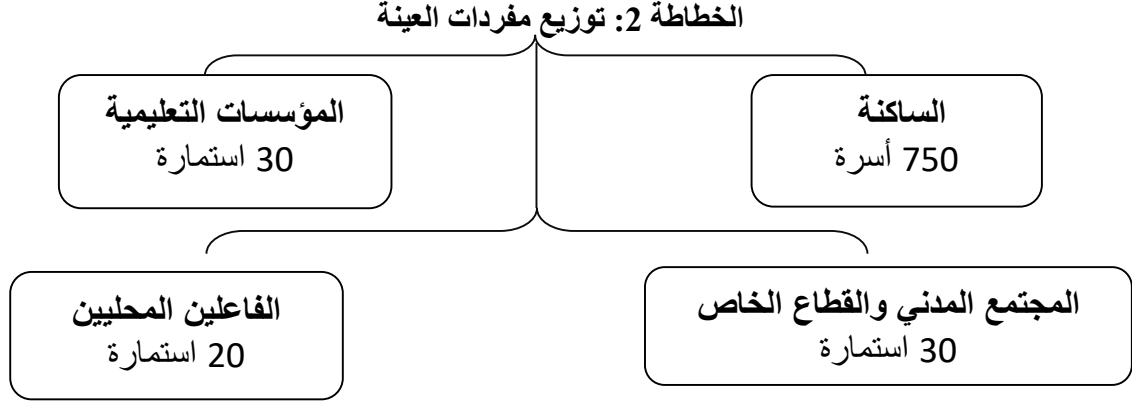 الخطاطة 2: توزيع مفردات العينة
الساكنة
750 أسرة
المؤسسات التعليمية
30 استمارة
المجتمع المدني والقطاع الخاص
30 استمارة
الفاعلين المحليين
20 استمارة